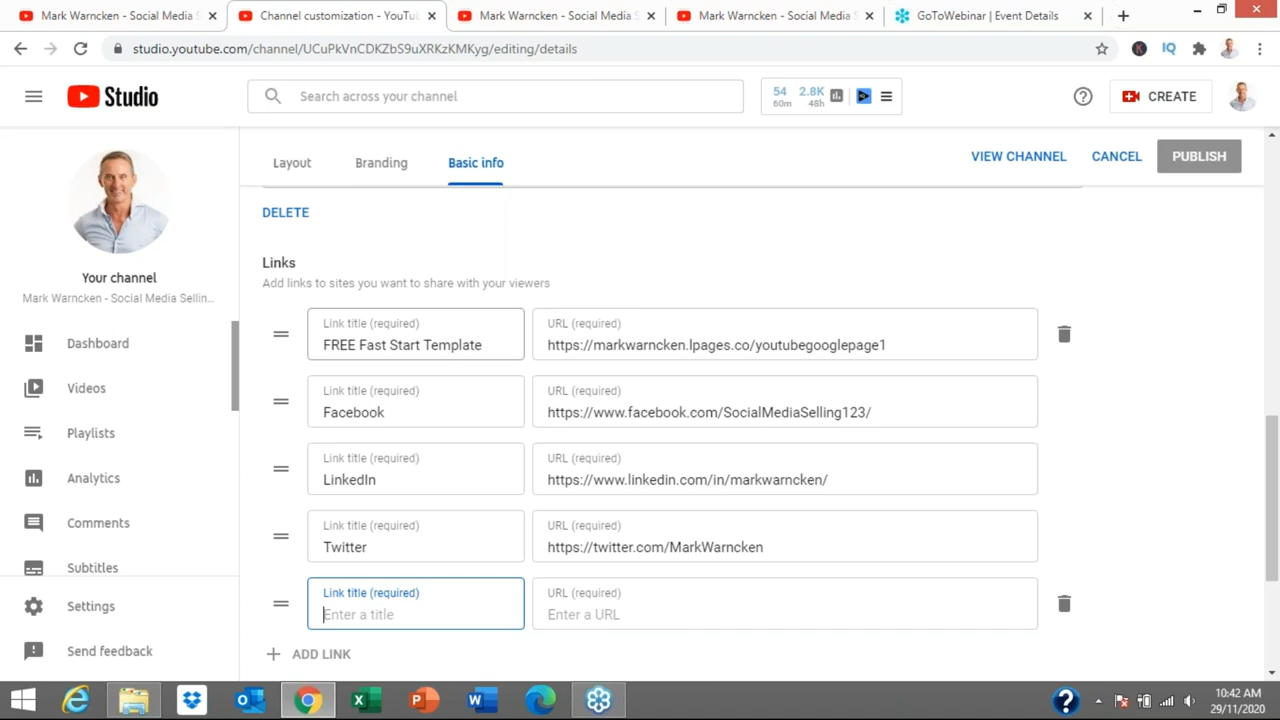 Mark Warncken - Social Media S
Channel customization - YouTu
Mark Warncken - Social Media S
Mark Warncken - Social Media S
GoToWebinar | Event Details
studio.youtube.com/channel/UCuPkVnCDKZbS9uXRKzKMKyg/editing/details
IQ
Studio
Search across your channel
54
60m
2.8K
48h
CREATE
Layout
Branding
Basic info
VIEW CHANNEL
CANCEL
PUBLISH
Your channel
Mark Warncken - Social Media Sellin...
Dashboard
Videos
Playlists
Analytics
Comments
Subtitles
Settings
Send feedback
DELETE
Links
Add links to sites you want to share with your viewers
Link title (required)
FREE Fast Start Template
URL (required)
https://markwarncken.lpages.co/youtubegooglepage1
Link title (required)
Facebook
URL (required)
https://www.facebook.com/SocialMediaSelling123/
Link title (required)
LinkedIn
URL (required)
https://www.linkedin.com/in/markwarncken/
Link title (required)
Twitter
URL (required)
https://twitter.com/MarkWarncken
Link title (required)
Enter a title
URL (required)
Enter a URL
ADD LINK
10:42 AM
29/11/2020